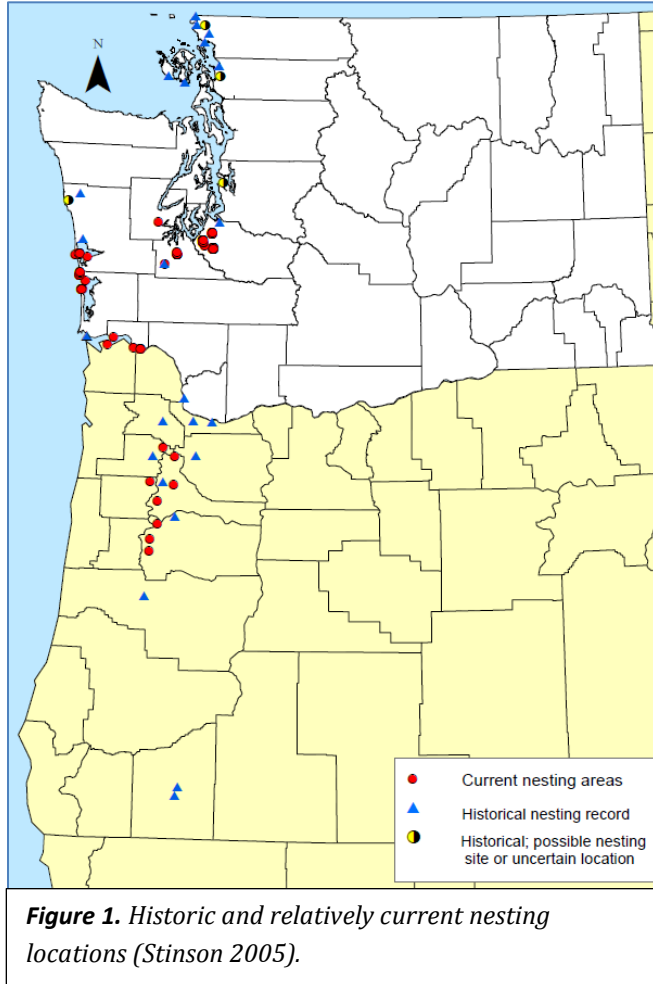 N
Current nesting areas
Historical nesting record
Historical; possible nesting
site or uncertain location
Figure 1. Historic and relatively current nesting
locations (Stinson 2005).